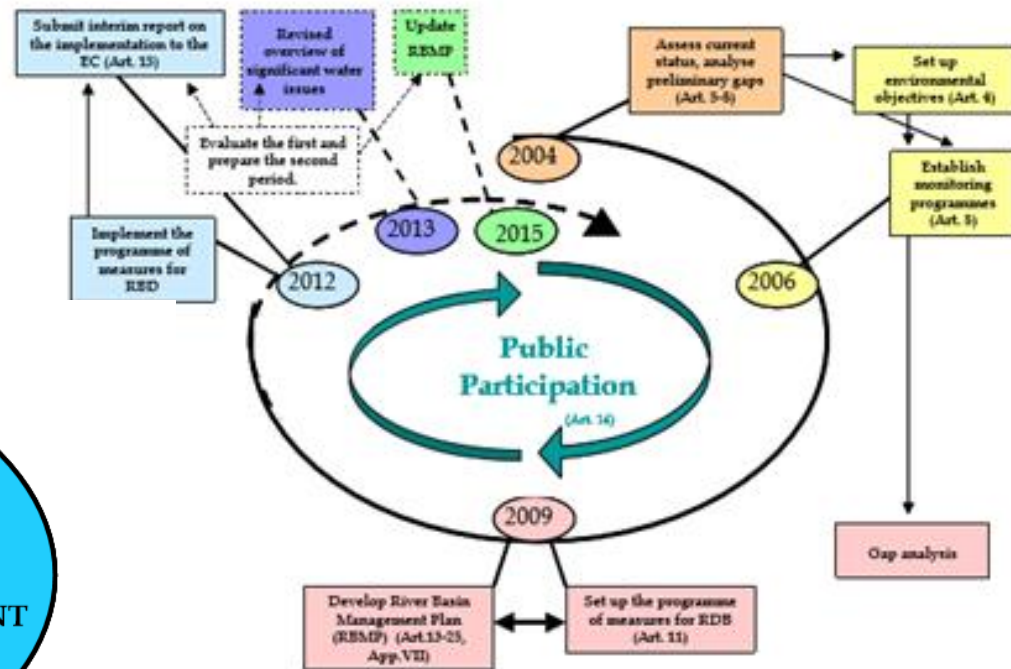 Submit interim report on
the implementation to the
EC (Art. 15)
Revised
overview of
significant water
issues
Update
RBMP
Assess current
status, analyse
preliminary gaps
(Art. 5-6)
Set up
environmental
objectives (Art. 4)
Evaluate the first and
prepare the second
period.
2004
Establish
monitoring
programmes
(Art. 8)
Implement the
programme of
measures for
RBD
2013
2015
2012
2006
Public
Participation
(Art. 14)
2009
Gap analysis
NT
Develop River Basin
Management Plan
(RBMP) (Art.13-25,
App.VII)
Set up the programme
of measures for RDB
(Art. 11)